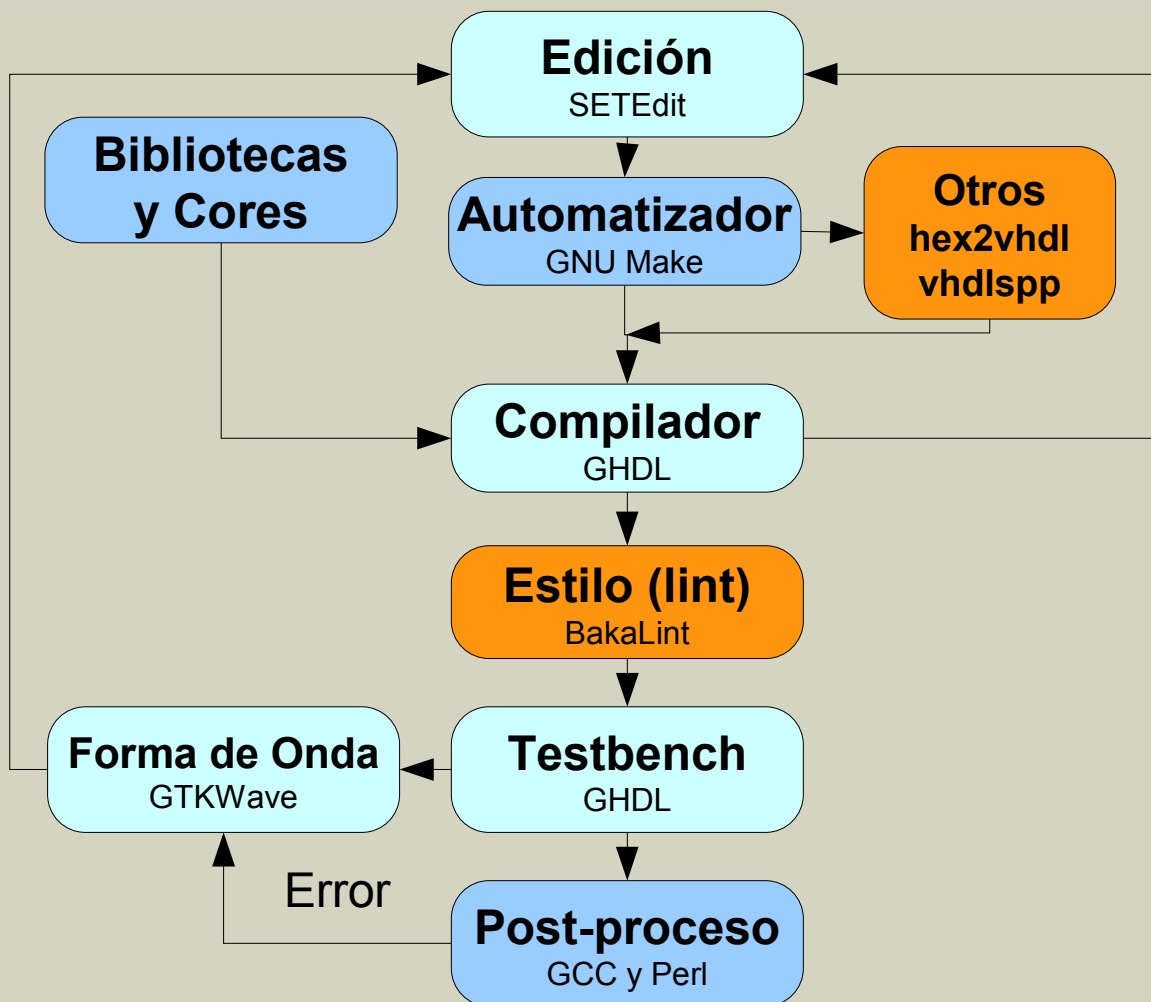 Edición
SETEdit
Bibliotecas
y Cores
Automatizador
GNU Make
Otros
hex2vhdl
vhdlspp
Compilador
GHDL
Estilo (lint)
BakaLint
Forma de Onda
GTKWave
Testbench
GHDL
Error
Post-proceso
GCC y Perl